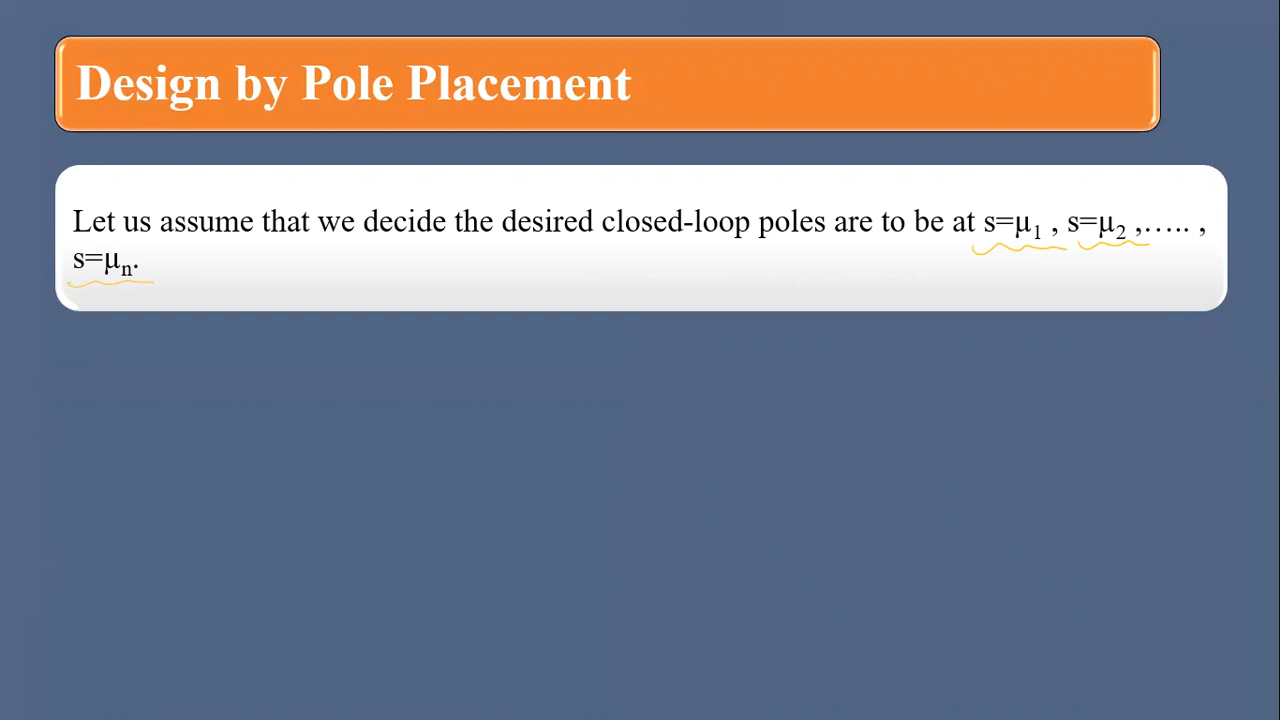 Design by Pole Placement
Let us assume that we decide the desired closed-loop poles are to be at s=μ₁ , s=μ₂ ,….. ,
s=μₙ.